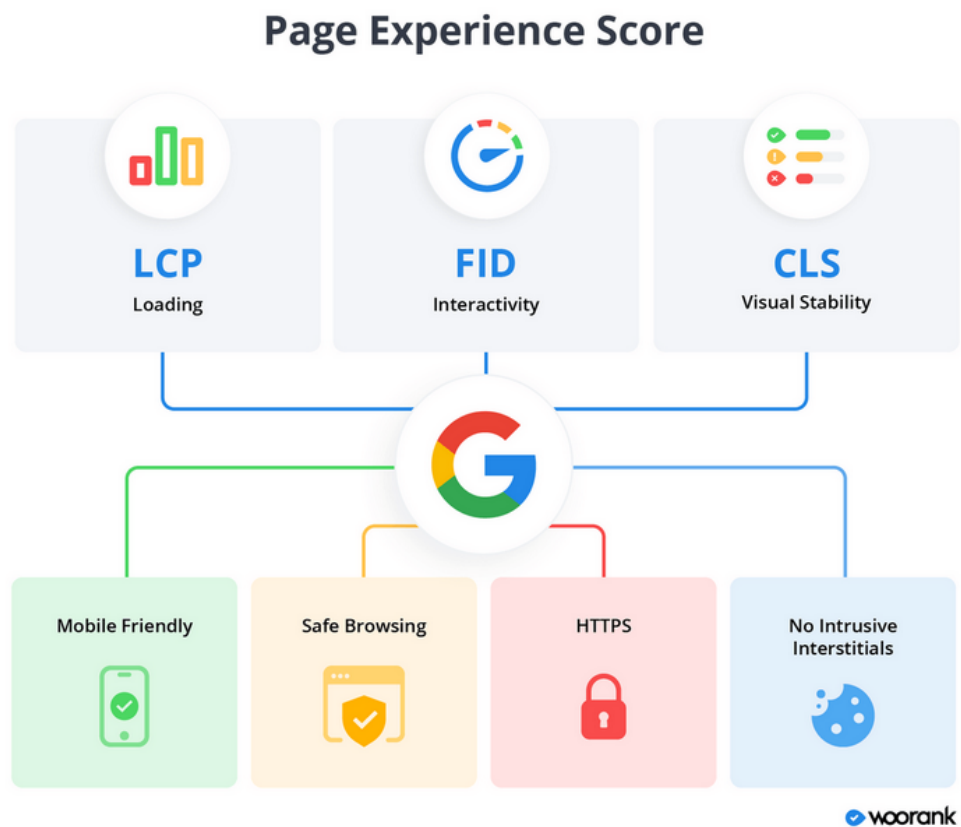 Page Experience Score
LCP
Loading
FID
Interactivity
CLS
Visual Stability
Mobile Friendly
Safe Browsing
HTTPS
No Intrusive
Interstitials
woorank